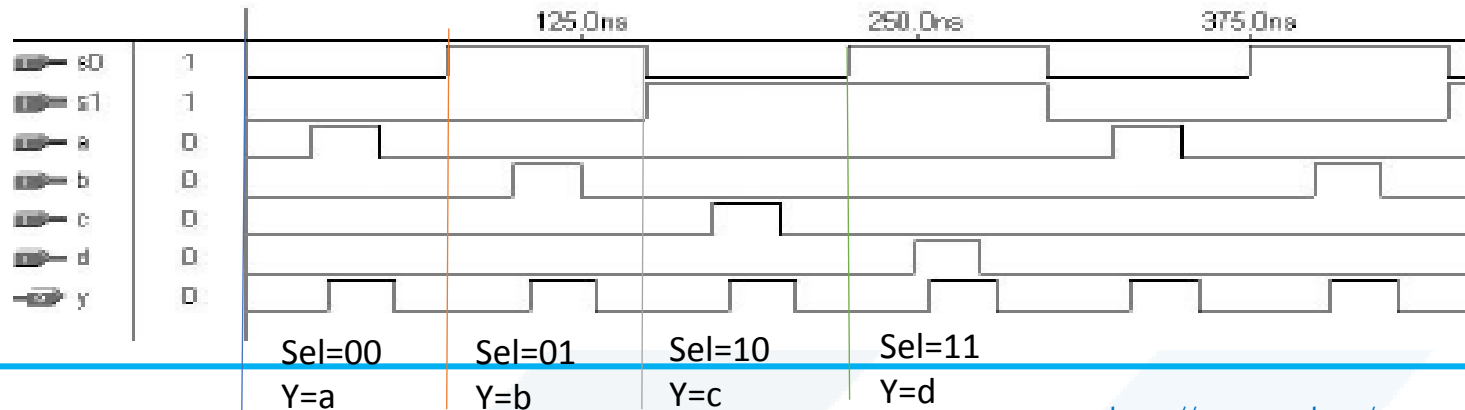 125.0ns 250.0ns 375.0ns
s0 1
s1 1
a 0
b 0
c 0
d 0
y 0
Sel=00 Sel=01 Sel=10 Sel=11
Y=a Y=b Y=c Y=d